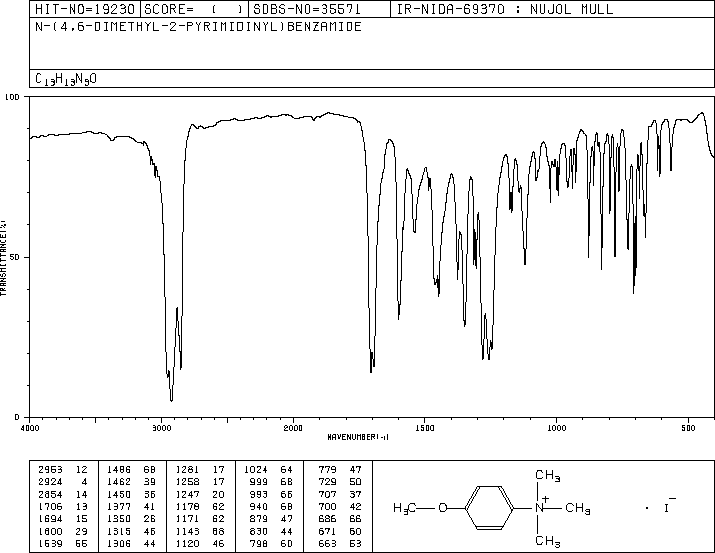 HIT-NO=19230 SCORE= ( ) SDBS-NO=35571 IR-NIDA-69370 : NUJOL MULL
N-(4,6-DIMETHYL-2-PYRIMIDINYL)BENZAMIDE
C13H13N3O
100
50
0
TRANSMITTANCE(%)
4000 3000 2000 1500 1000 500
WAVENUMBER(-1)
2953 12 1486 68 1281 17 1024 64 779 47
2924 4 1462 39 1258 17 999 68 729 50
2854 14 1450 36 1247 20 993 66 707 37
1706 13 1377 41 1178 62 940 68 700 42
1694 15 1350 26 1171 62 879 47 686 66
1600 29 1315 46 1143 68 830 44 671 60
1539 55 1306 44 1120 46 798 60 663 53
CH3
H3C O N+ CH3 · I−
CH3